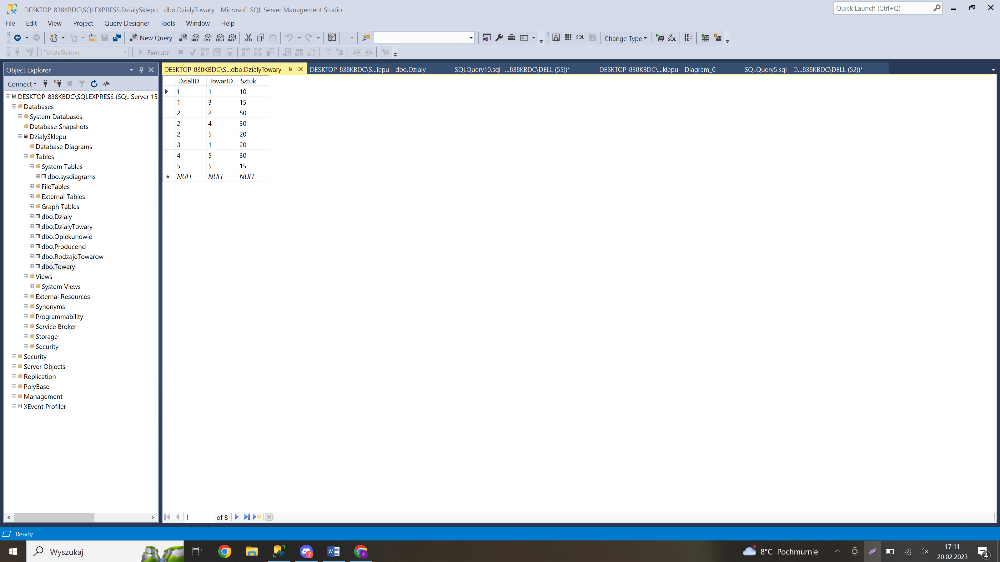 DESKTOP-838KBDC\SQLEXPRESS.DzialySklepu - dbo.DzialyTowary - Microsoft SQL Server Management Studio
Quick Launch (Ctrl+Q)
File Edit View Project Query Designer Tools Window Help
New Query MDX DMX XMLA DAX SQL Change Type SQL
DzialySklepu Execute
Object Explorer
DESKTOP-838KBDC\S...dbo.DzialyTowary DESKTOP-838KBDC\S...lepu - dbo.Dzialy SQLQuery10.sql -...838KBDC\DELL (55))* DESKTOP-838KBDC\...klepu - Diagram_0 SQLQuery5.sql - D...838KBDC\DELL (52))*
Connect
DESKTOP-838KBDC\SQLEXPRESS (SQL Server 15
Databases
System Databases
Database Snapshots
DzialySklepu
Database Diagrams
Tables
System Tables
dbo.sysdiagrams
FileTables
External Tables
Graph Tables
dbo.Dzialy
dbo.DzialyTowary
dbo.Opiekunowie
dbo.Producenci
dbo.RodzajeTowarow
dbo.Towary
Views
System Views
External Resources
Synonyms
Programmability
Service Broker
Storage
Security
Security
Server Objects
Replication
PolyBase
Management
XEvent Profiler
DzialID TowarID Sztuk
1 1 10
1 3 15
2 2 50
2 4 30
2 5 20
3 1 20
4 5 30
5 5 15
* NULL NULL NULL
1 of 8
Ready
Wyszukaj
7
W
F
8°C Pochmurnie
17:11
20.02.2023
4